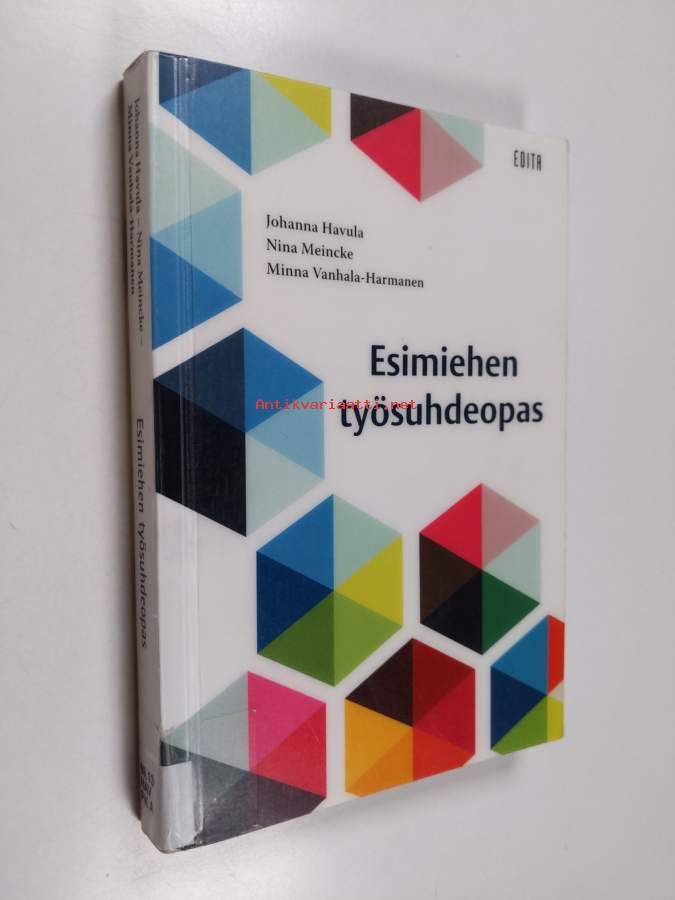 EDITA
Johanna Havula
Nina Meincke
Minna Vanhala-Harmanen
Esimiehen
työsuhdeopas
Antikvariaatti.net
Johanna Havula – Nina Meincke –
Minna Vanhala-Harmanen
Esimiehen työsuhdeopas